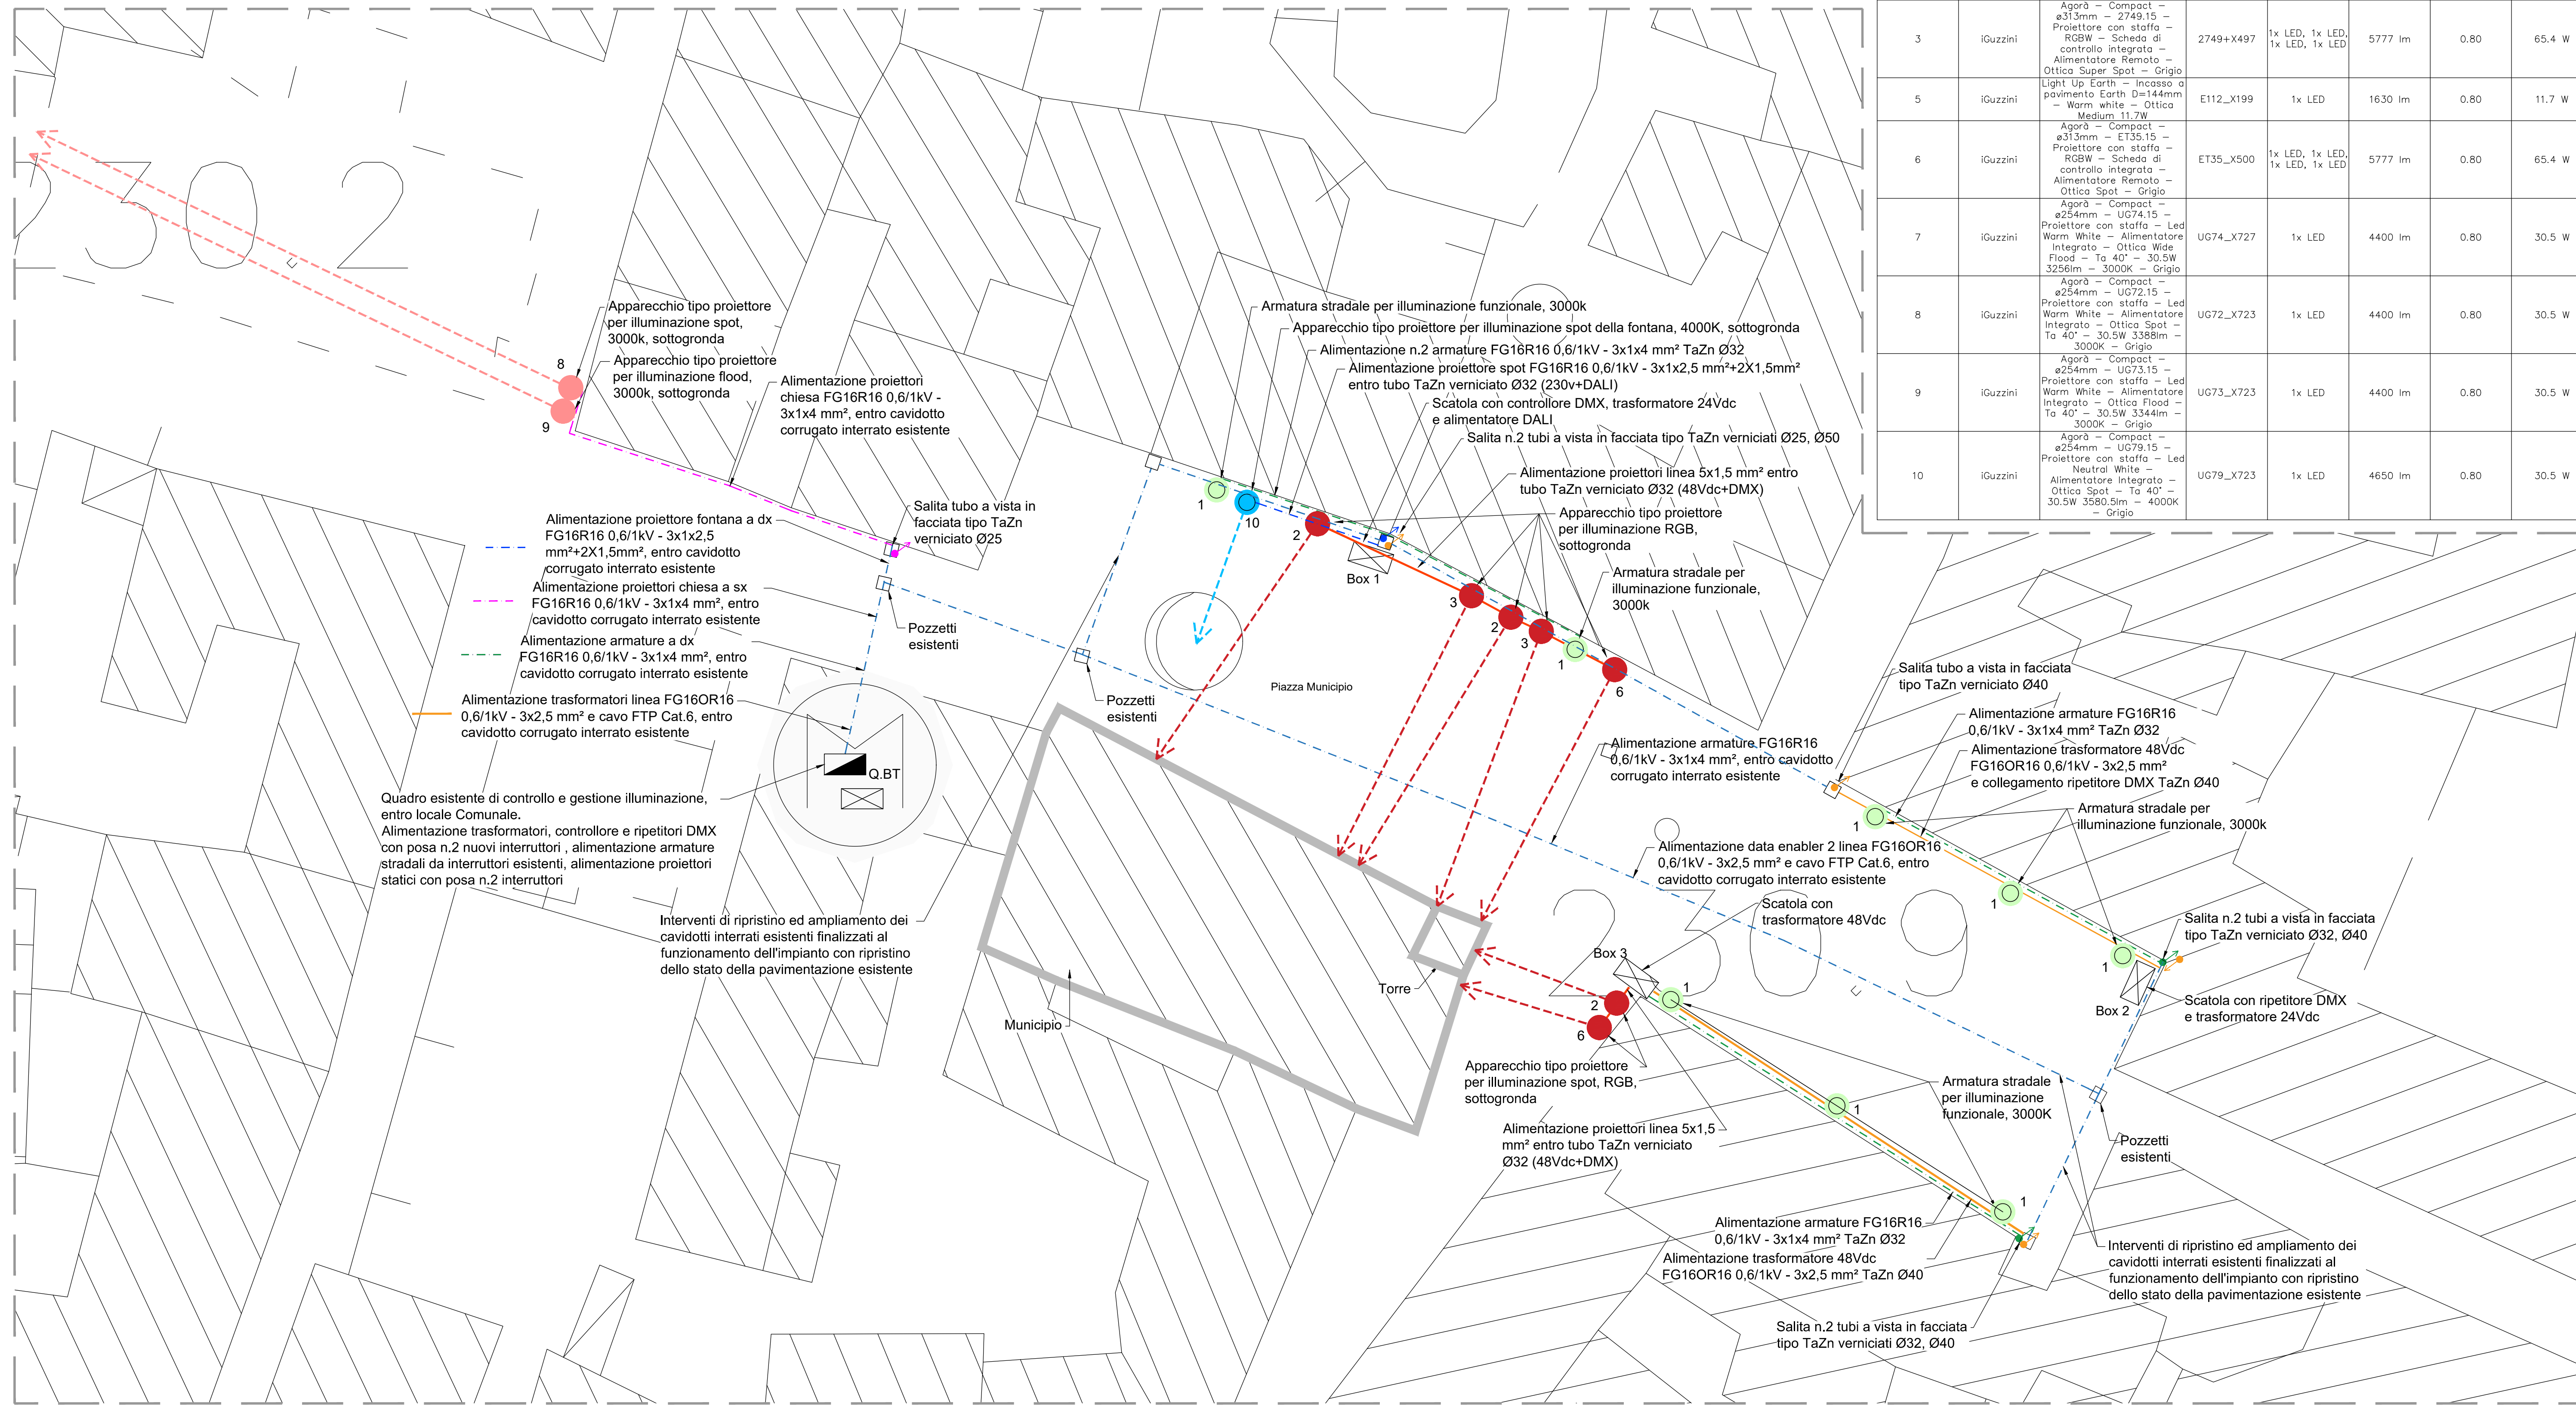 3
iGuzzini
Agorà – Compact –
ø313mm – 2749.15 –
Proiettore con staffa –
RGBW – Scheda di
controllo integrata –
Alimentatore Remoto –
Ottica Super Spot – Grigio
2749+X497
1x LED, 1x LED,
1x LED, 1x LED
5777 lm
0.80
65.4 W
5
iGuzzini
Light Up Earth – Incasso a
pavimento Earth D=144mm
– Warm white – Ottica
Medium 11.7W
E112_X199
1x LED
1630 lm
0.80
11.7 W
6
iGuzzini
Agorà – Compact –
ø313mm – ET35.15 –
Proiettore con staffa –
RGBW – Scheda di
controllo integrata –
Alimentatore Remoto –
Ottica Spot – Grigio
ET35_X500
1x LED, 1x LED,
1x LED, 1x LED
5777 lm
0.80
65.4 W
7
iGuzzini
Agorà – Compact –
ø254mm – UG74.15 –
Proiettore con staffa – Led
Warm White – Alimentatore
Integrato – Ottica Wide
Flood – Ta 40° – 30.5W
3256lm – 3000K – Grigio
UG74_X727
1x LED
4400 lm
0.80
30.5 W
8
iGuzzini
Agorà – Compact –
ø254mm – UG72.15 –
Proiettore con staffa – Led
Warm White – Alimentatore
Integrato – Ottica Spot –
Ta 40° – 30.5W 3388lm –
3000K – Grigio
UG72_X723
1x LED
4400 lm
0.80
30.5 W
9
iGuzzini
Agorà – Compact –
ø254mm – UG73.15 –
Proiettore con staffa – Led
Warm White – Alimentatore
Integrato – Ottica Flood –
Ta 40° – 30.5W 3344lm –
3000K – Grigio
UG73_X723
1x LED
4400 lm
0.80
30.5 W
10
iGuzzini
Agorà – Compact –
ø254mm – UG79.15 –
Proiettore con staffa – Led
Neutral White –
Alimentatore Integrato –
Ottica Spot – Ta 40° –
30.5W 3580.5lm – 4000K
– Grigio
UG79_X723
1x LED
4650 lm
0.80
30.5 W
2302
Apparecchio tipo proiettore
per illuminazione spot,
3000k, sottogronda
8
Apparecchio tipo proiettore
per illuminazione flood,
3000k, sottogronda
9
Alimentazione proiettori
chiesa FG16R16 0,6/1kV -
3x1x4 mm², entro cavidotto
corrugato interrato esistente
Salita tubo a vista in
facciata tipo TaZn
verniciato Ø25
Armatura stradale per illuminazione funzionale, 3000k
Apparecchio tipo proiettore per illuminazione spot della fontana, 4000K, sottogronda
Alimentazione n.2 armature FG16R16 0,6/1kV - 3x1x4 mm² TaZn Ø32
Alimentazione proiettore spot FG16R16 0,6/1kV - 3x1x2,5 mm²+2X1,5mm²
entro tubo TaZn verniciato Ø32 (230v+DALI)
Scatola con controllore DMX, trasformatore 24Vdc
e alimentatore DALI
Salita n.2 tubi a vista in facciata tipo TaZn verniciati Ø25, Ø50
Alimentazione proiettori linea 5x1,5 mm² entro
tubo TaZn verniciato Ø32 (48Vdc+DMX)
Apparecchio tipo proiettore
per illuminazione RGB,
sottogronda
Armatura stradale per
illuminazione funzionale,
3000k
1
10
2
Box 1
3
2
3
1
6
Piazza Municipio
Alimentazione proiettore fontana a dx
FG16R16 0,6/1kV - 3x1x2,5
mm²+2X1,5mm², entro cavidotto
corrugato interrato esistente
Alimentazione proiettori chiesa a sx
FG16R16 0,6/1kV - 3x1x4 mm², entro
cavidotto corrugato interrato esistente
Alimentazione armature a dx
FG16R16 0,6/1kV - 3x1x4 mm², entro
cavidotto corrugato interrato esistente
Alimentazione trasformatori linea FG16OR16
0,6/1kV - 3x2,5 mm² e cavo FTP Cat.6, entro
cavidotto corrugato interrato esistente
Pozzetti
esistenti
Pozzetti
esistenti
Q.BT
Quadro esistente di controllo e gestione illuminazione,
entro locale Comunale.
Alimentazione trasformatori, controllore e ripetitori DMX
con posa n.2 nuovi interruttori , alimentazione armature
stradali da interruttori esistenti, alimentazione proiettori
statici con posa n.2 interruttori
Interventi di ripristino ed ampliamento dei
cavidotti interrati esistenti finalizzati al
funzionamento dell'impianto con ripristino
dello stato della pavimentazione esistente
Municipio
Torre
Alimentazione armature FG16R16
0,6/1kV - 3x1x4 mm², entro cavidotto
corrugato interrato esistente
Salita tubo a vista in facciata
tipo TaZn verniciato Ø40
Alimentazione armature FG16R16
0,6/1kV - 3x1x4 mm² TaZn Ø32
Alimentazione trasformatore 48Vdc
FG16OR16 0,6/1kV - 3x2,5 mm²
e collegamento ripetitore DMX TaZn Ø40
Armatura stradale per
illuminazione funzionale, 3000k
1
1
1
Alimentazione data enabler 2 linea FG16OR16
0,6/1kV - 3x2,5 mm² e cavo FTP Cat.6, entro
cavidotto corrugato interrato esistente
Scatola con
trasformatore 48Vdc
2309
Salita n.2 tubi a vista in facciata
tipo TaZn verniciato Ø32, Ø40
Box 2
Scatola con ripetitore DMX
e trasformatore 24Vdc
Box 3
1
2
6
Apparecchio tipo proiettore
per illuminazione spot, RGB,
sottogronda
Alimentazione proiettori linea 5x1,5
mm² entro tubo TaZn verniciato
Ø32 (48Vdc+DMX)
1
Armatura stradale
per illuminazione
funzionale, 3000K
Pozzetti
esistenti
1
Alimentazione armature FG16R16
0,6/1kV - 3x1x4 mm² TaZn Ø32
Alimentazione trasformatore 48Vdc
FG16OR16 0,6/1kV - 3x2,5 mm² TaZn Ø40
Interventi di ripristino ed ampliamento dei
cavidotti interrati esistenti finalizzati al
funzionamento dell'impianto con ripristino
dello stato della pavimentazione esistente
Salita n.2 tubi a vista in facciata
tipo TaZn verniciati Ø32, Ø40